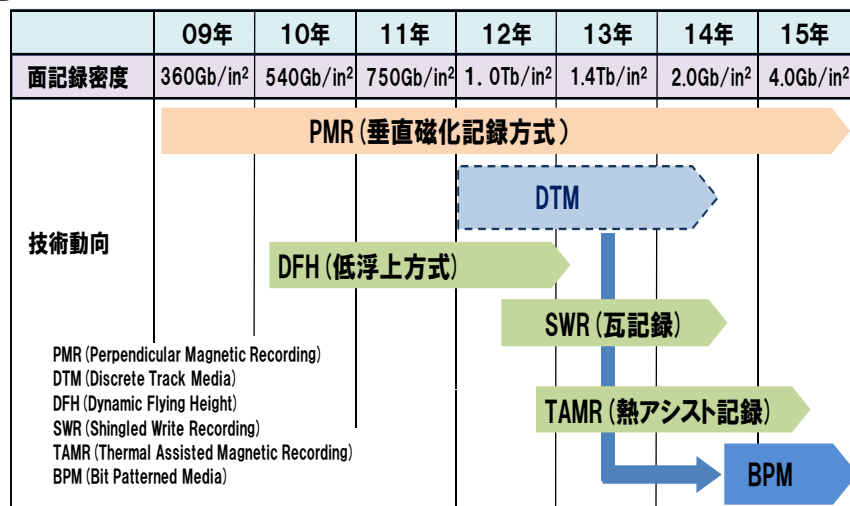 09年 10年 11年 12年 13年 14年 15年
面記録密度 360Gb/in² 540Gb/in² 750Gb/in² 1.0Tb/in² 1.4Tb/in² 2.0Gb/in² 4.0Gb/in²
PMR(垂直磁化記録方式)
DTM
技術動向
DFH(低浮上方式)
SWR(瓦記録)
PMR(Perpendicular Magnetic Recording)
DTM(Discrete Track Media)
DFH(Dynamic Flying Height)
SWR(Shingled Write Recording)
TAMR(Thermal Assisted Magnetic Recording)
BPM(Bit Patterned Media)
TAMR(熱アシスト記録)
BPM